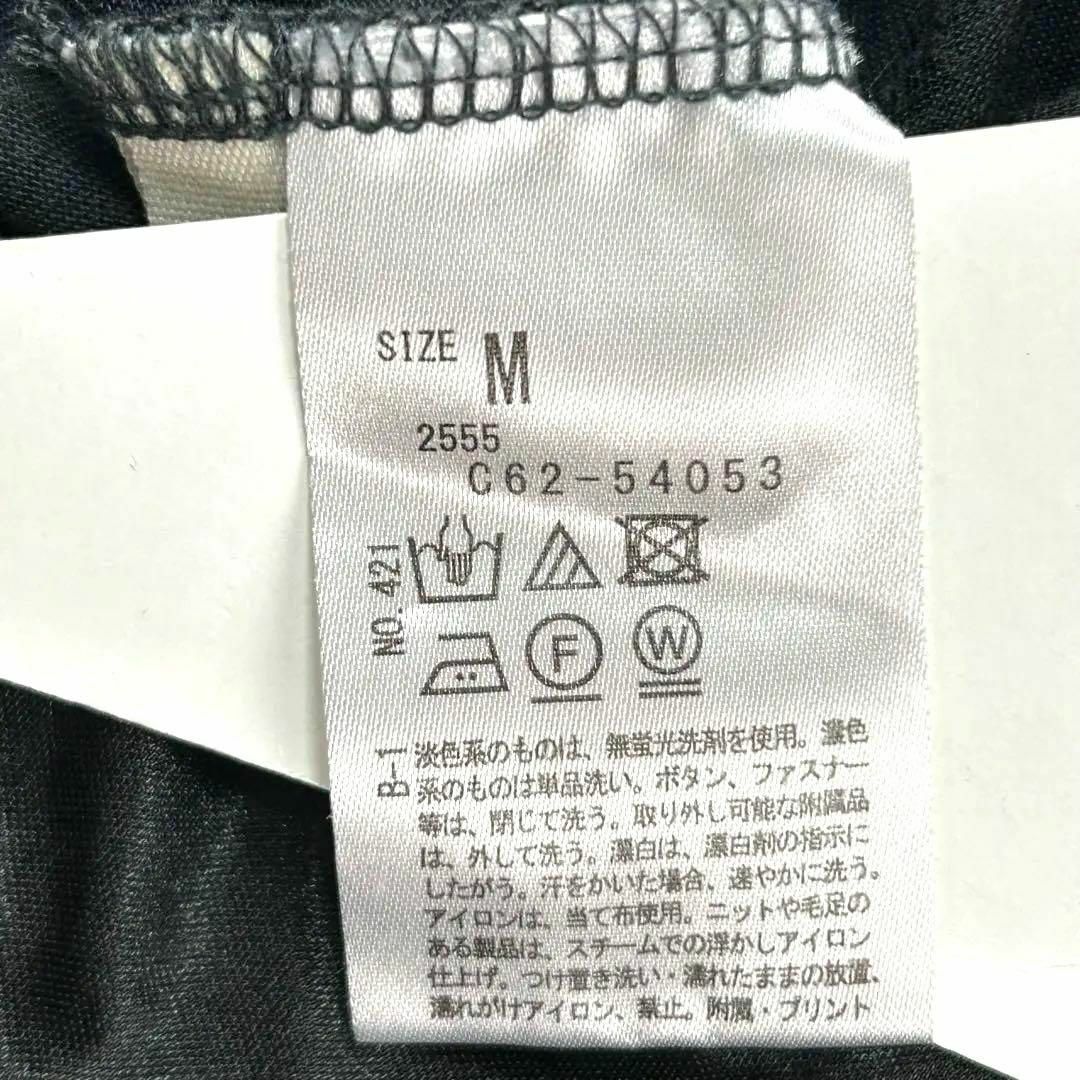 SIZE M
2555
C62-54053
NO. 421
F
W
B-1
淡色系のものは、無蛍光洗剤を使用。濃色
系のものは単品洗い。ボタン、ファスナー
等は、閉じて洗う。取り外し可能な附属品
は、外して洗う。漂白は、漂白剤の指示に
したがう。汗をかいた場合、速やかに洗う。
アイロンは、当て布使用。ニットや毛足の
ある製品は、スチームでの浮かしアイロン
仕上げ。つけ置き洗い・濡れたままの放置、
濡れがけアイロン、禁止。附属・プリント